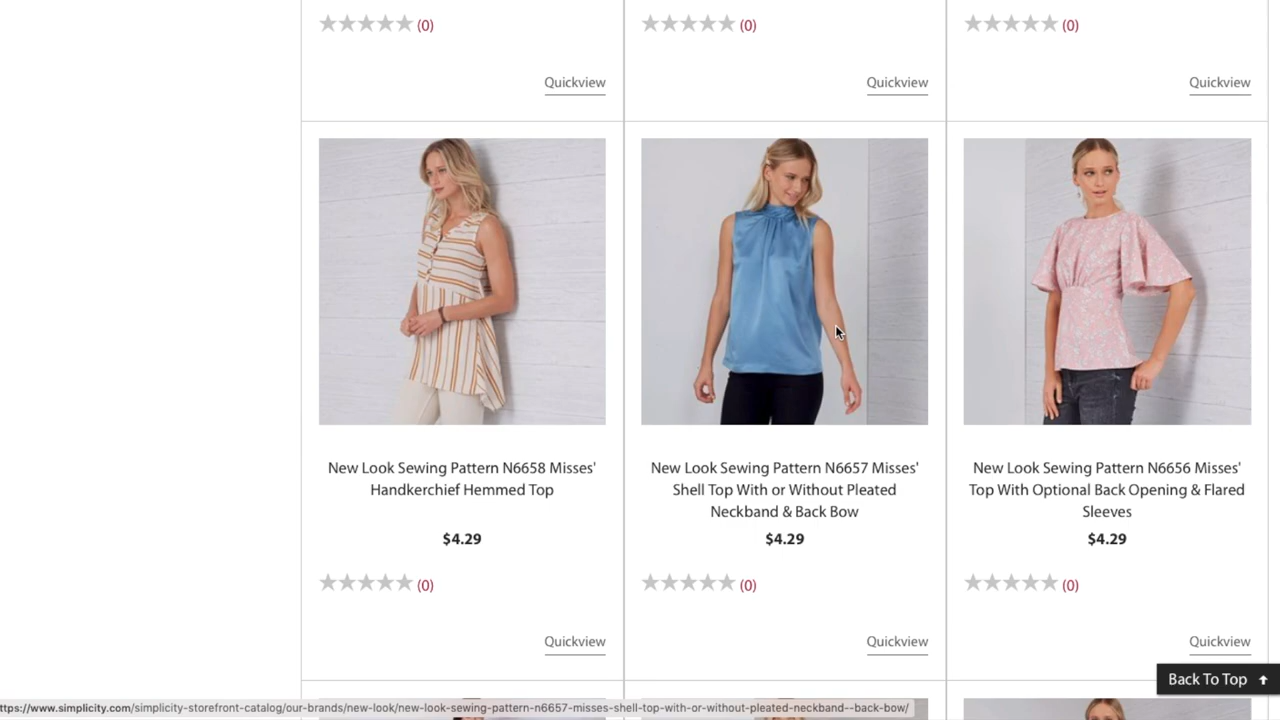 (0)
(0)
(0)
Quickview
Quickview
Quickview
New Look Sewing Pattern N6658 Misses'
Handkerchief Hemmed Top
$4.29
(0)
Quickview
New Look Sewing Pattern N6657 Misses'
Shell Top With or Without Pleated
Neckband & Back Bow
$4.29
(0)
Quickview
New Look Sewing Pattern N6656 Misses'
Top With Optional Back Opening & Flared
Sleeves
$4.29
(0)
Quickview
Back To Top
ttps://www.simplicity.com/simplicity-storefront-catalog/our-brands/new-look/new-look-sewing-pattern-n6657-misses-shell-top-with-or-without-pleated-neckband--back-bow/